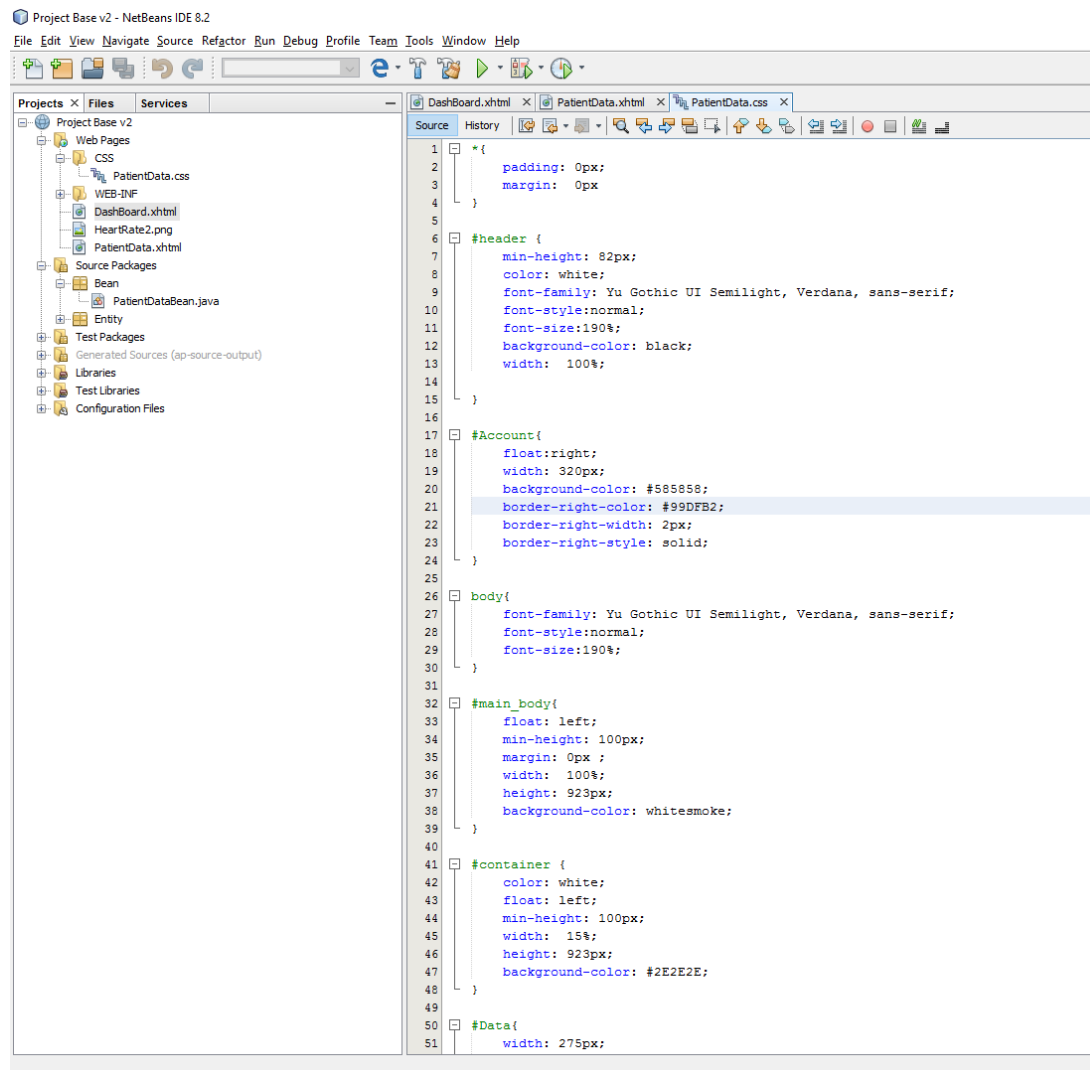 Project Base v2 - NetBeans IDE 8.2
File Edit View Navigate Source Refactor Run Debug Profile Team Tools Window Help
Projects Files Services
Project Base v2
Web Pages
CSS
PatientData.css
WEB-INF
DashBoard.xhtml
HeartRate2.png
PatientData.xhtml
Source Packages
Bean
PatientDataBean.java
Entity
Test Packages
Generated Sources (ap-source-output)
Libraries
Test Libraries
Configuration Files
DashBoard.xhtml PatientData.xhtml PatientData.css
Source History
1 *{
2 padding: 0px;
3 margin:  0px
4 }
5
6 #header {
7 min-height: 82px;
8 color: white;
9 font-family: Yu Gothic UI Semilight, Verdana, sans-serif;
10 font-style:normal;
11 font-size:190%;
12 background-color: black;
13 width:  100%;
14
15 }
16
17 #Account{
18 float:right;
19 width: 320px;
20 background-color: #585858;
21 border-right-color: #99DFB2;
22 border-right-width: 2px;
23 border-right-style: solid;
24 }
25
26 body{
27 font-family: Yu Gothic UI Semilight, Verdana, sans-serif;
28 font-style:normal;
29 font-size:190%;
30 }
31
32 #main_body{
33 float: left;
34 min-height: 100px;
35 margin: 0px ;
36 width:  100%;
37 height: 923px;
38 background-color: whitesmoke;
39 }
40
41 #container {
42 color: white;
43 float: left;
44 min-height: 100px;
45 width:  15%;
46 height: 923px;
47 background-color: #2E2E2E;
48 }
49
50 #Data{
51 width: 275px;